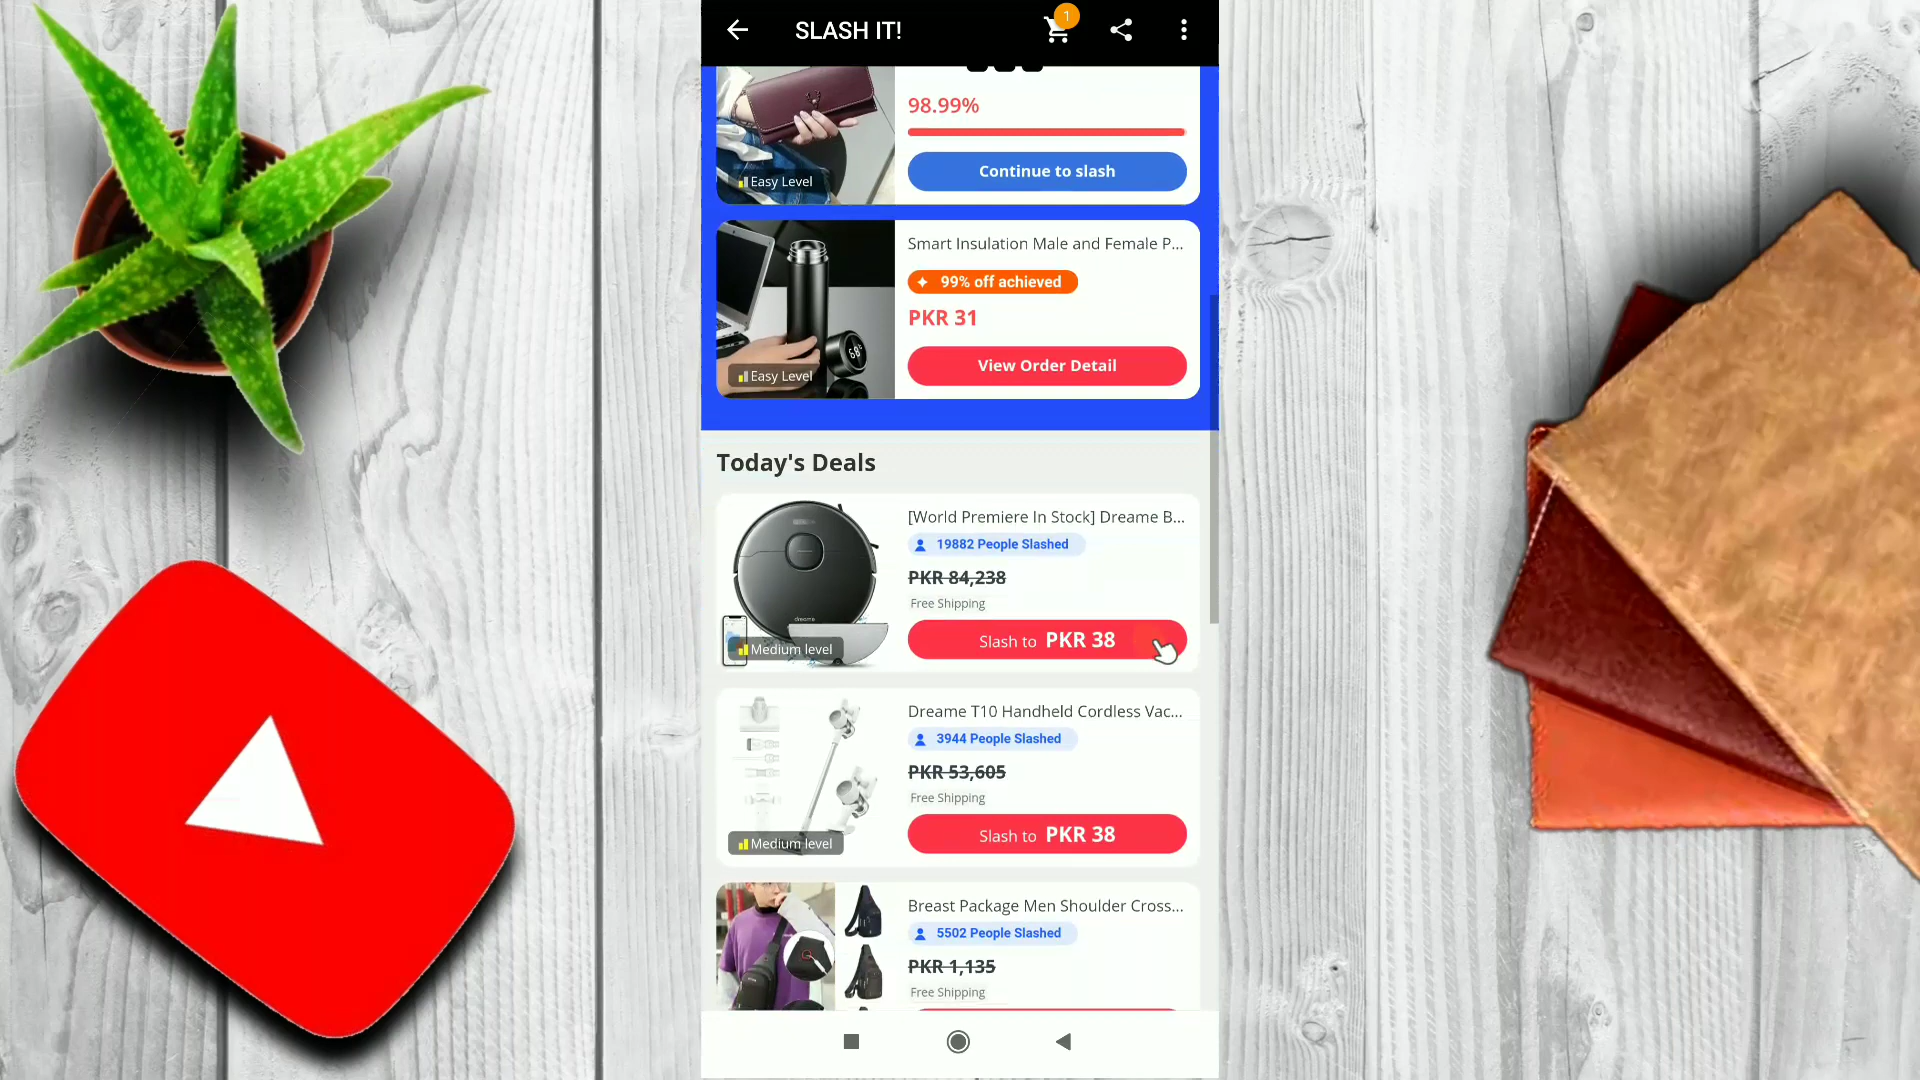 SLASH IT!
1
98.99%
Continue to slash
Easy Level
Smart Insulation Male and Female P...
99% off achieved
PKR 31
View Order Detail
Easy Level
68°
Today's Deals
[World Premiere In Stock] Dreame B...
19882 People Slashed
PKR 84,238
Free Shipping
Slash to PKR 38
dreame
Medium level
Dreame T10 Handheld Cordless Vac...
3944 People Slashed
PKR 53,605
Free Shipping
Slash to PKR 38
Medium level
Breast Package Men Shoulder Cross...
5502 People Slashed
PKR 1,135
Free Shipping